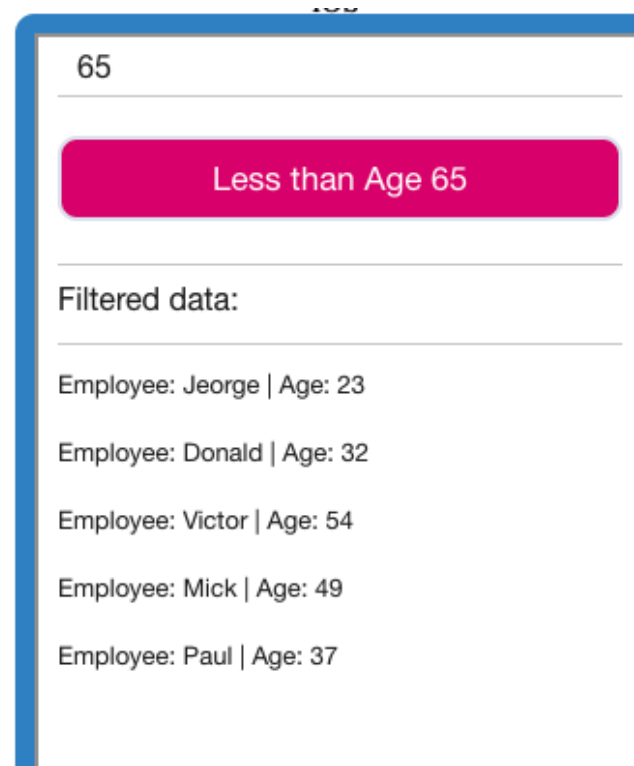 65
Less than Age 65
Filtered data:
Employee: Jeorge | Age: 23
Employee: Donald | Age: 32
Employee: Victor | Age: 54
Employee: Mick | Age: 49
Employee: Paul | Age: 37